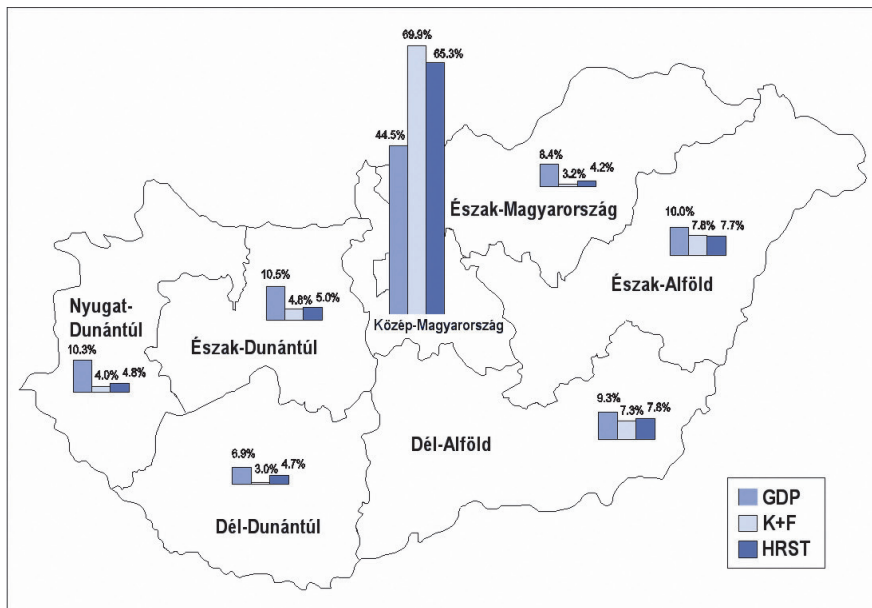 69.9%
65.3%
44.5%
8.4%
3.2%
4.2%
Észak-Magyarország
10.0%
7.8%
7.7%
Észak-Alföld
10.5%
4.8%
5.0%
Észak-Dunántúl
Közép-Magyarország
Nyugat-
Dunántúl
10.3%
4.0%
4.8%
9.3%
7.3%
7.8%
Dél-Alföld
6.9%
3.0%
4.7%
Dél-Dunántúl
GDP
K+F
HRST